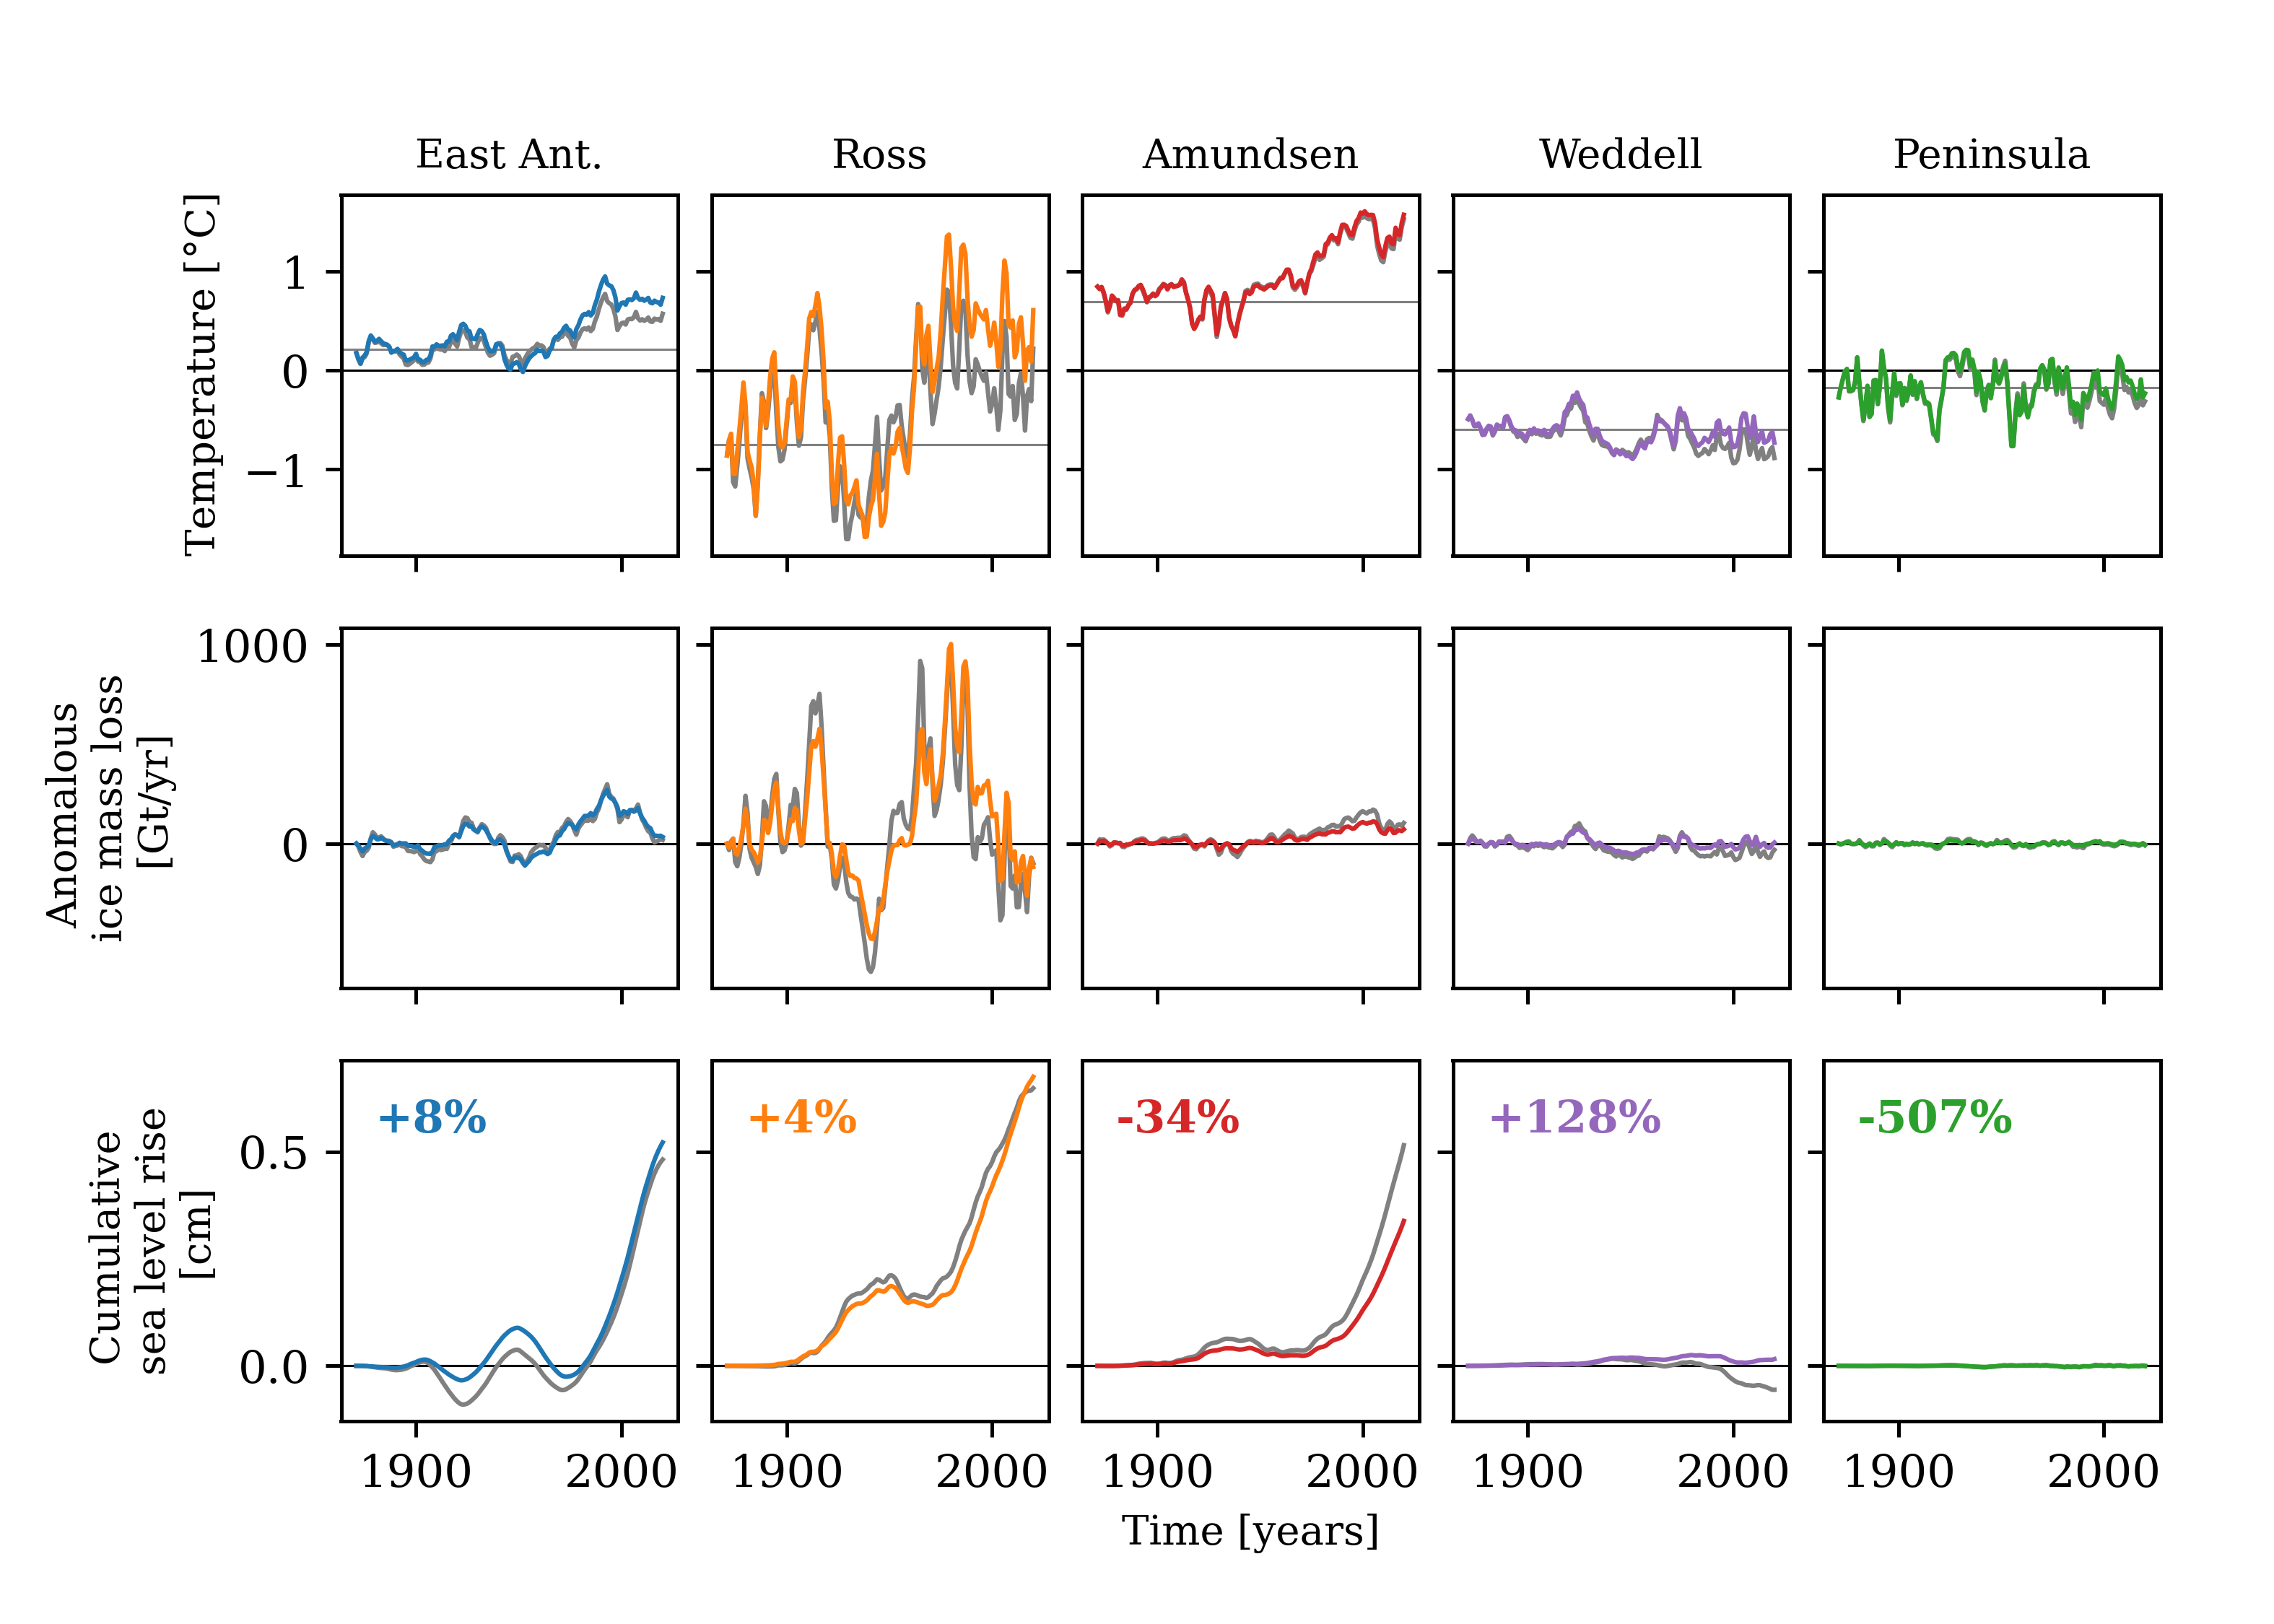 East Ant.
Ross
Amundsen
Weddell
Peninsula
Temperature [°C]
1
0
−1
Anomalous
ice mass loss
[Gt/yr]
1000
0
Cumulative
sea level rise
[cm]
0.5
0.0
+8%
+4%
-34%
+128%
-507%
1900
2000
1900
2000
1900
2000
1900
2000
1900
2000
Time [years]